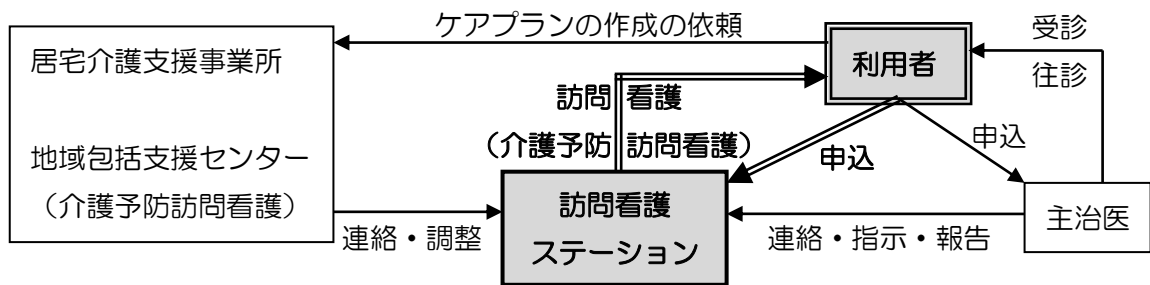 ケアプランの作成の依頼
居宅介護支援事業所
地域包括支援センター
（介護予防訪問看護）
利用者
受診
往診
訪問看護
（介護予防訪問看護）
申込
申込
訪問看護
ステーション
主治医
連絡・調整
連絡・指示・報告